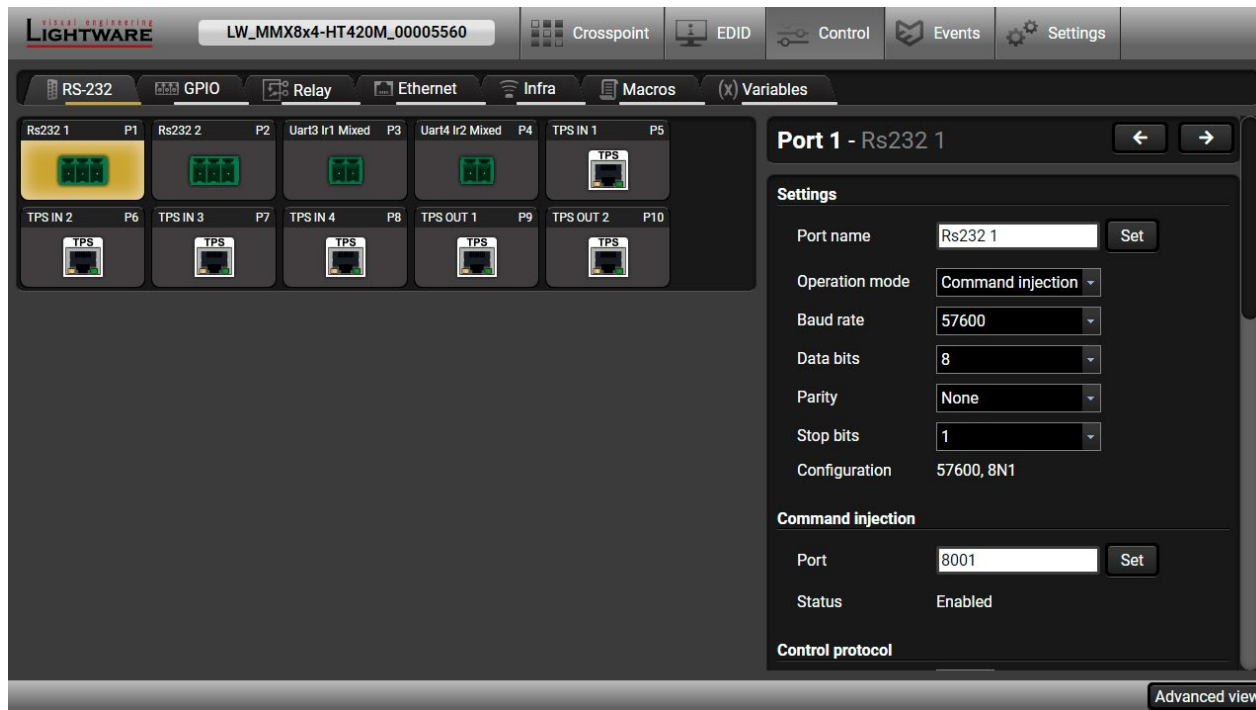 visual engineering
LIGHTWARE
LW_MMX8x4-HT420M_00005560
Crosspoint
EDID
Control
Events
Settings
RS-232
GPIO
Relay
Ethernet
Infra
Macros
(X) Variables
Rs232 1 P1
Rs232 2 P2
Uart3 Ir1 Mixed P3
Uart4 Ir2 Mixed P4
TPS IN 1 P5
TPS
TPS IN 2 P6
TPS IN 3 P7
TPS IN 4 P8
TPS OUT 1 P9
TPS OUT 2 P10
TPS
TPS
TPS
TPS
TPS
Port 1 - Rs232 1
Settings
Port name Rs232 1 Set
Operation mode Command injection
Baud rate 57600
Data bits 8
Parity None
Stop bits 1
Configuration 57600, 8N1
Command injection
Port 8001 Set
Status Enabled
Control protocol
Advanced view